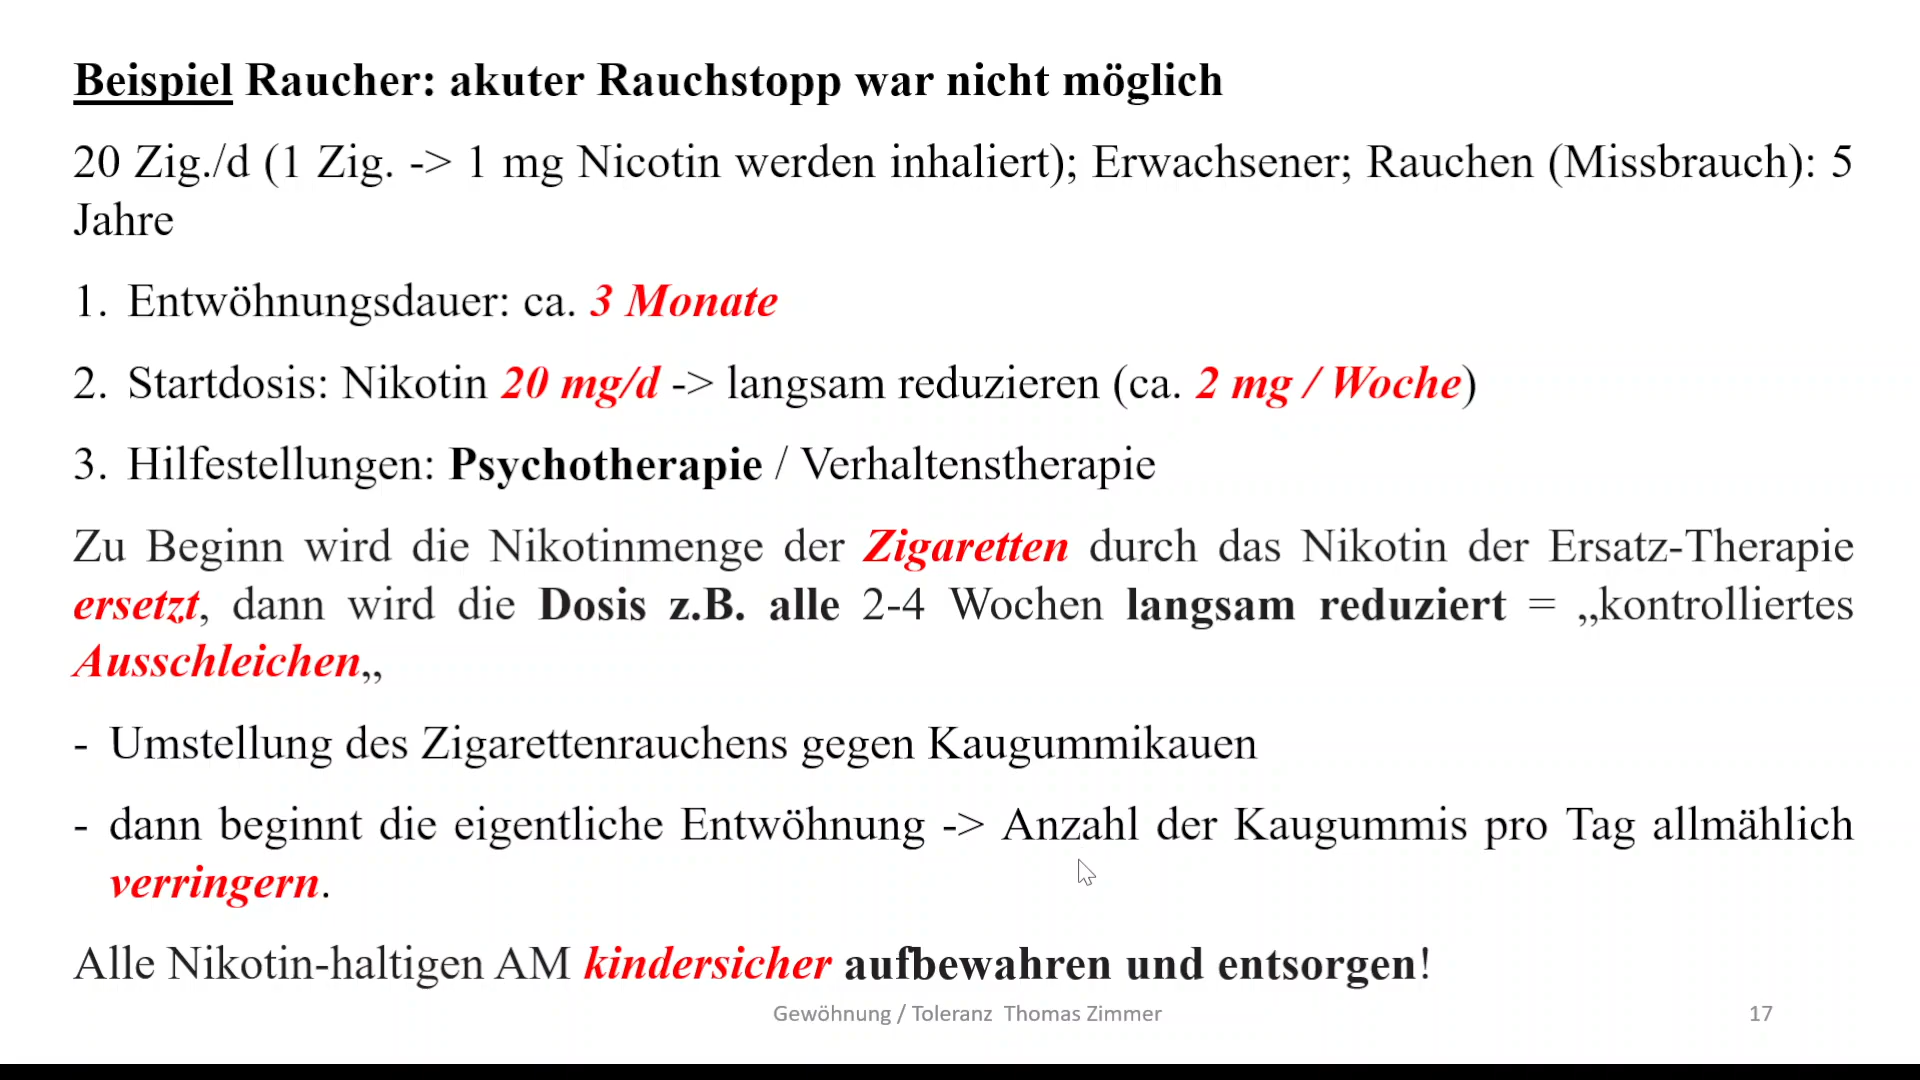 Beispiel Raucher: akuter Rauchstopp war nicht möglich
20 Zig./d (1 Zig. -> 1 mg Nicotin werden inhaliert); Erwachsener; Rauchen (Missbrauch): 5
Jahre
1. Entwöhnungsdauer: ca. 3 Monate
2. Startdosis: Nikotin 20 mg/d -> langsam reduzieren (ca. 2 mg / Woche)
3. Hilfestellungen: Psychotherapie / Verhaltenstherapie
Zu Beginn wird die Nikotinmenge der Zigaretten durch das Nikotin der Ersatz-Therapie
ersetzt, dann wird die Dosis z.B. alle 2-4 Wochen langsam reduziert = „kontrolliertes
Ausschleichen„
- Umstellung des Zigarettenrauchens gegen Kaugummikauen
- dann beginnt die eigentliche Entwöhnung -> Anzahl der Kaugummis pro Tag allmählich
verringern.
Alle Nikotin-haltigen AM kindersicher aufbewahren und entsorgen!
Gewöhnung / Toleranz Thomas Zimmer
17